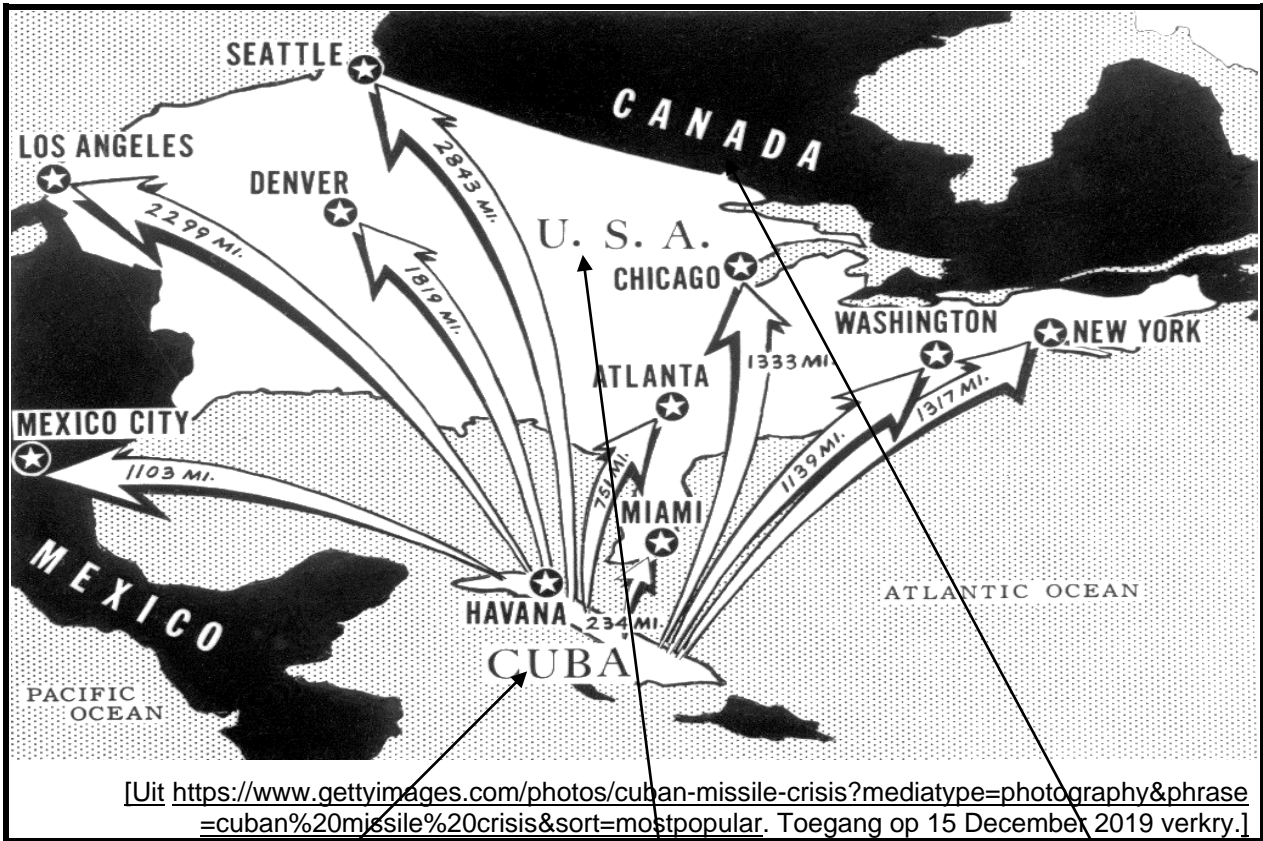 SEATTLE
CANADA
LOS ANGELES
2843 MI.
DENVER
2299 MI.
U. S. A.
CHICAGO
1819 MI.
WASHINGTON
NEW YORK
1333 MI.
ATLANTA
1317 MI.
MEXICO CITY
1139 MI.
1103 MI.
751 MI.
MIAMI
MEXICO
HAVANA
234 MI.
ATLANTIC OCEAN
CUBA
PACIFIC
OCEAN
[Uit https://www.gettyimages.com/photos/cuban-missile-crisis?mediatype=photography&phrase
=cuban%20missile%20crisis&sort=mostpopular. Toegang op 15 December 2019 verkry.]